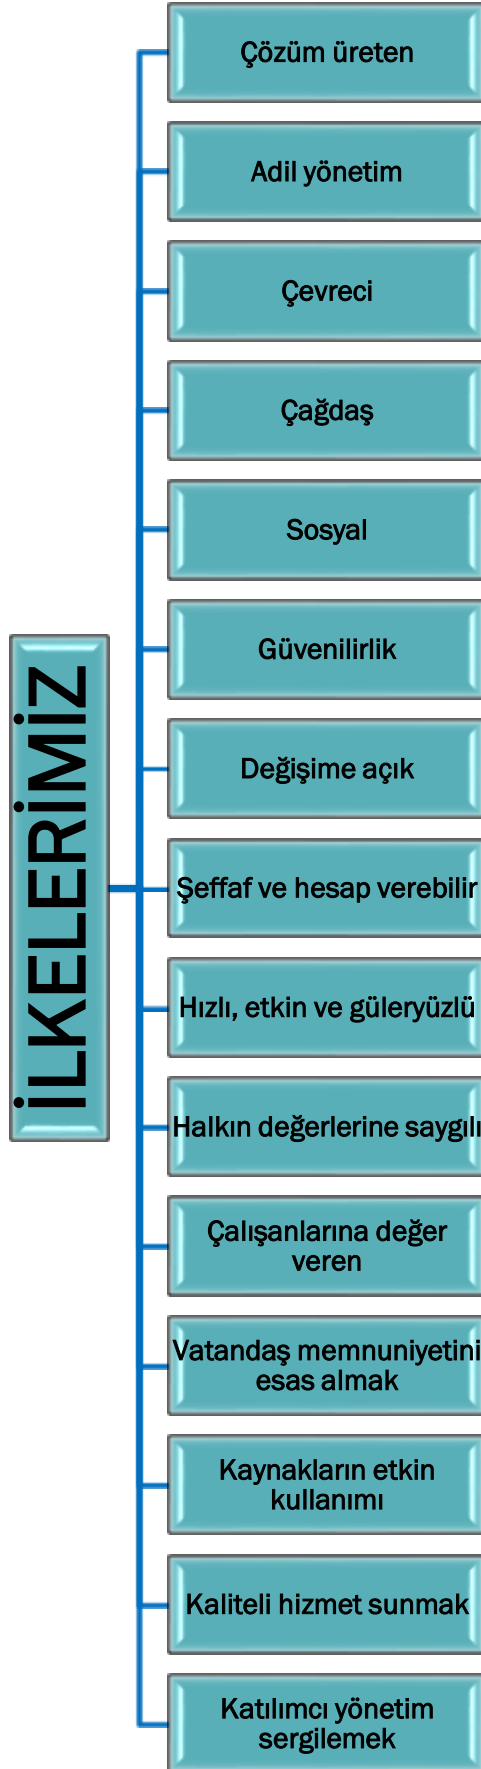 İLKELERİMİZ
Çözüm üreten
Adil yönetim
Çevreci
Çağdaş
Sosyal
Güvenilirlik
Değişime açık
Şeffaf ve hesap verebilir
Hızlı, etkin ve güleryüzlü
Halkın değerlerine saygılı
Çalışanlarına değer
veren
Vatandaş memnuniyetini
esas almak
Kaynakların etkin
kullanımı
Kaliteli hizmet sunmak
Katılımcı yönetim
sergilemek